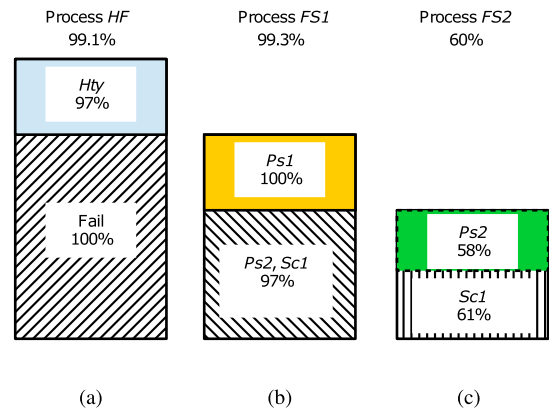 Process HF
99.1%
Hty
97%
Fail
100%
(a)
Process FS1
99.3%
Ps1
100%
Ps2, Sc1
97%
(b)
Process FS2
60%
Ps2
58%
Sc1
61%
(c)